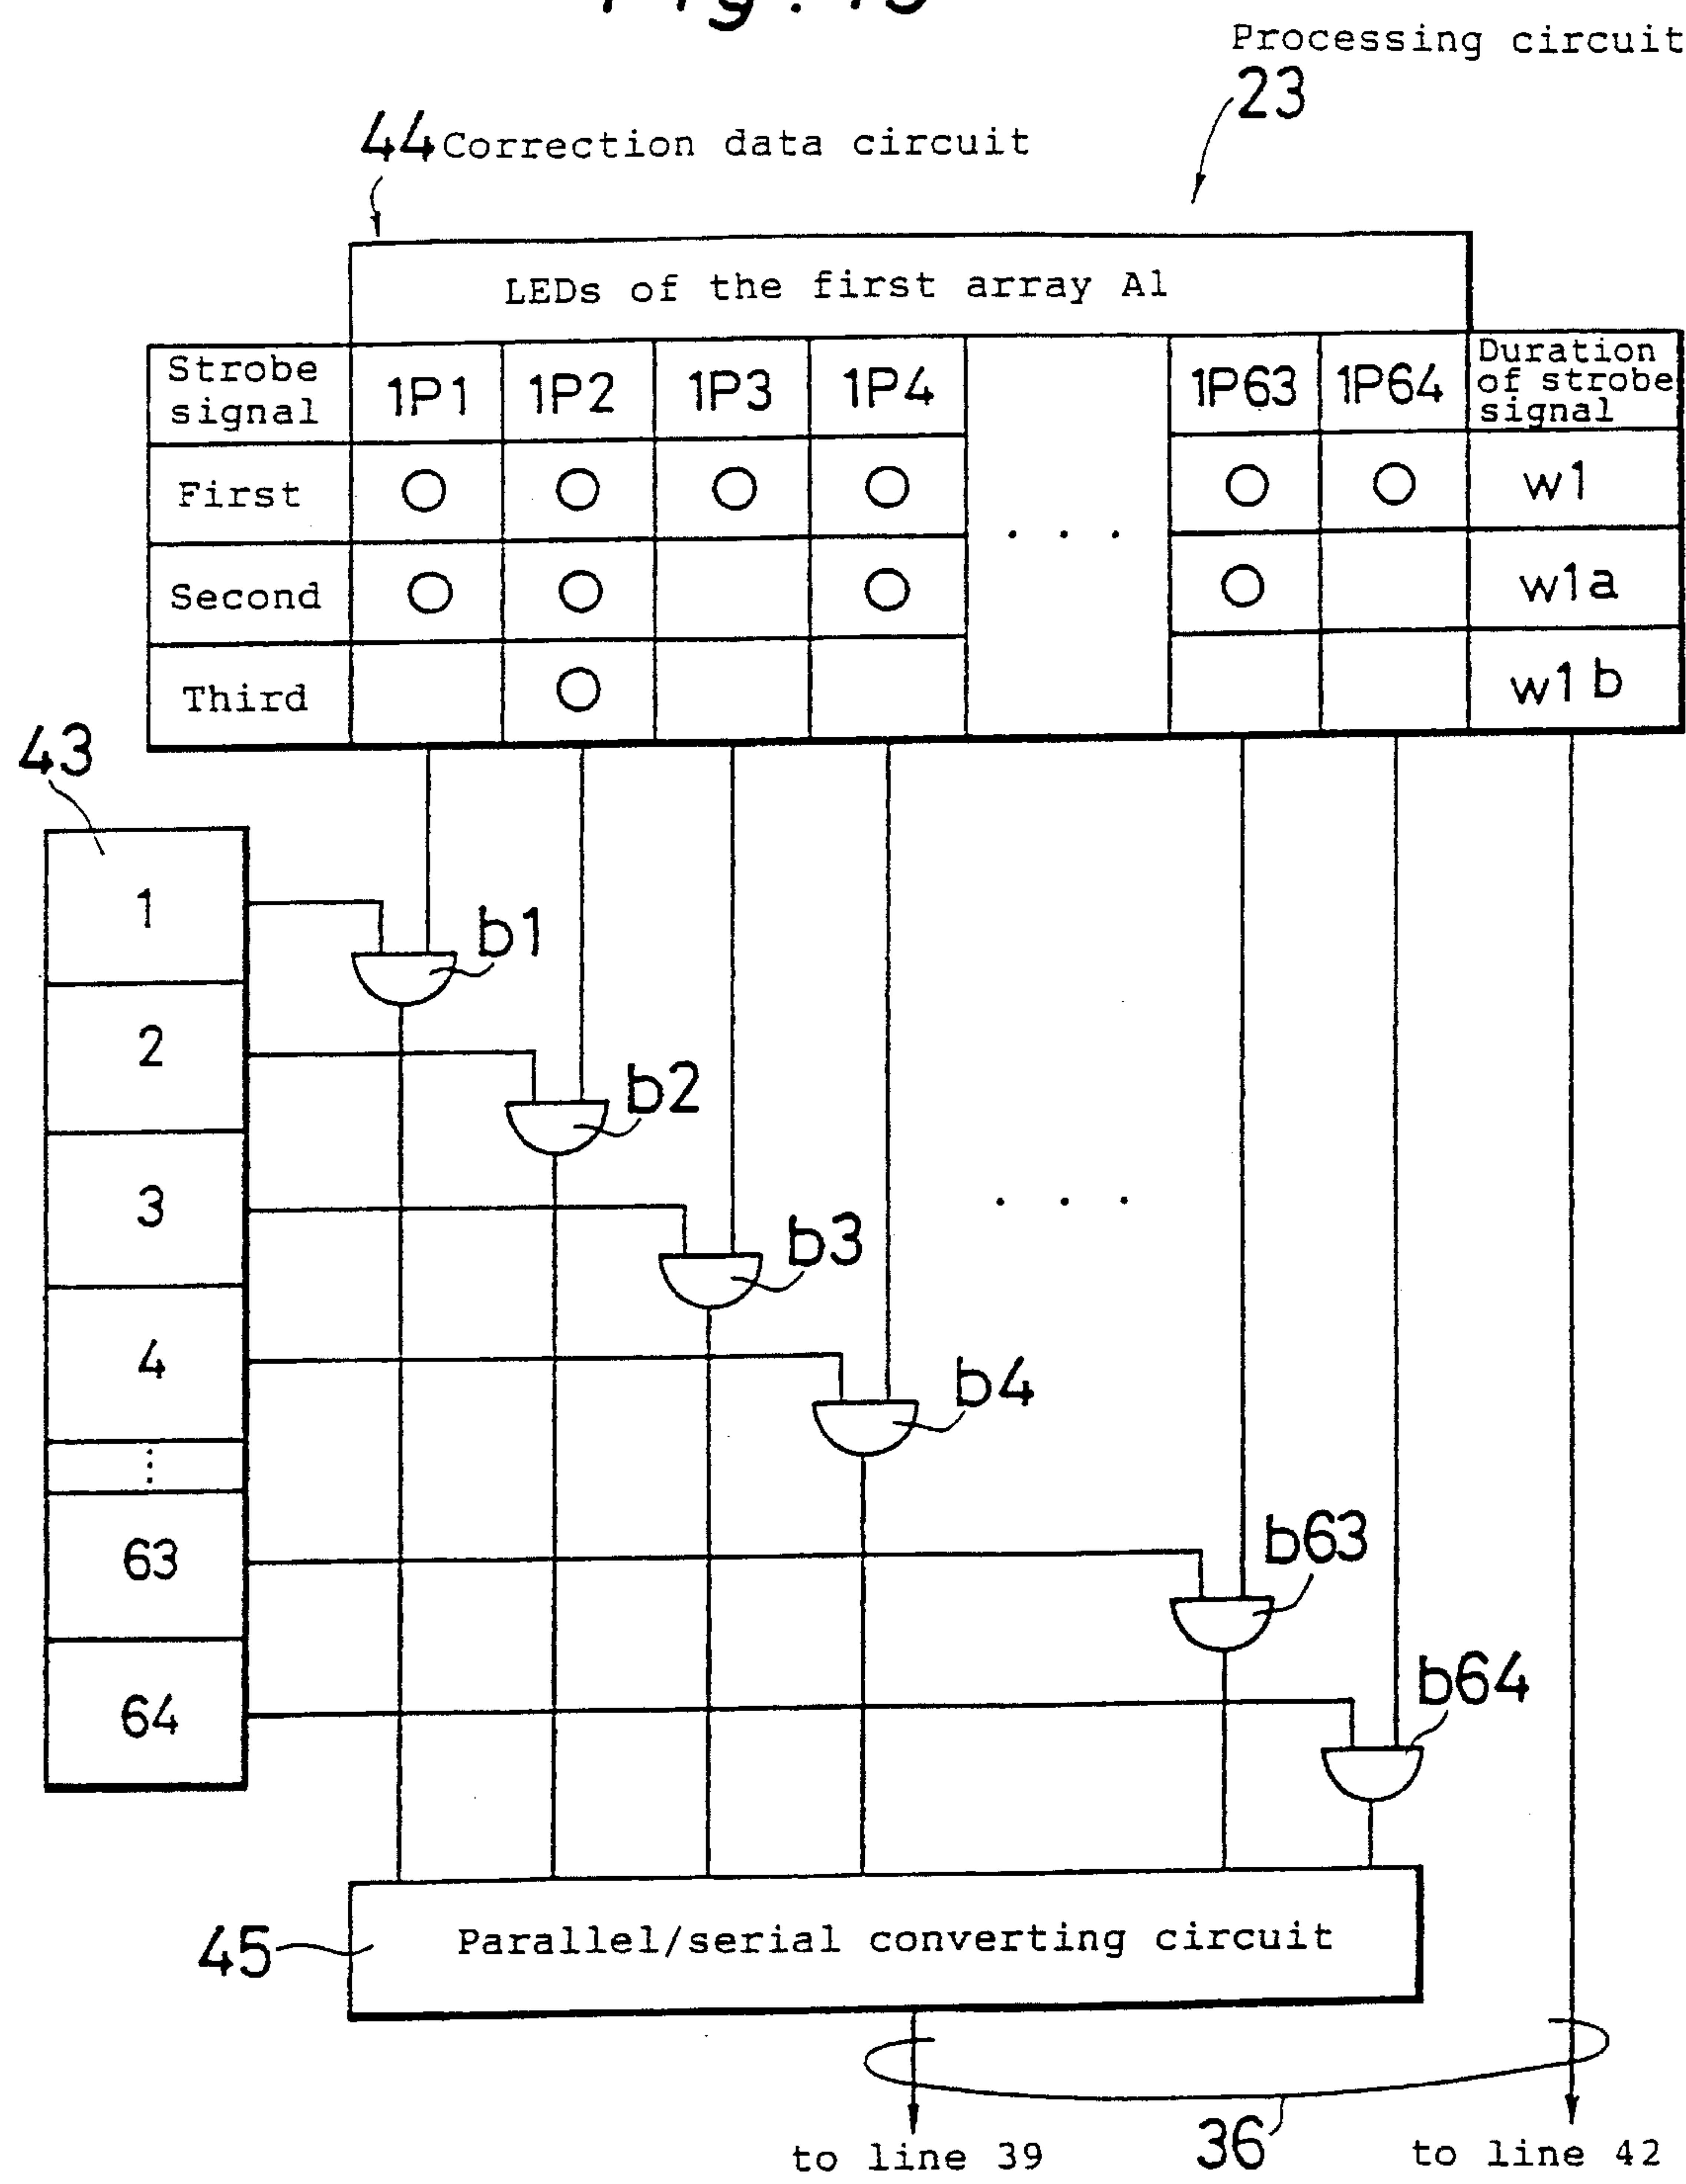 Processing circuit
23
44 Correction data circuit
LEDs of the first array A1
Strobe signal 1P1 1P2 1P3 1P4 1P63 1P64 Duration of strobe signal
First ○ ○ ○ ○ . . . ○ ○ w1
Second ○ ○ ○ ○ w1a
Third ○ w1b
43
1
b1
2
b2
3
b3
. . .
4
b4
⋮
63
b63
64
b64
45 Parallel/serial converting circuit
36
to line 39
to line 42